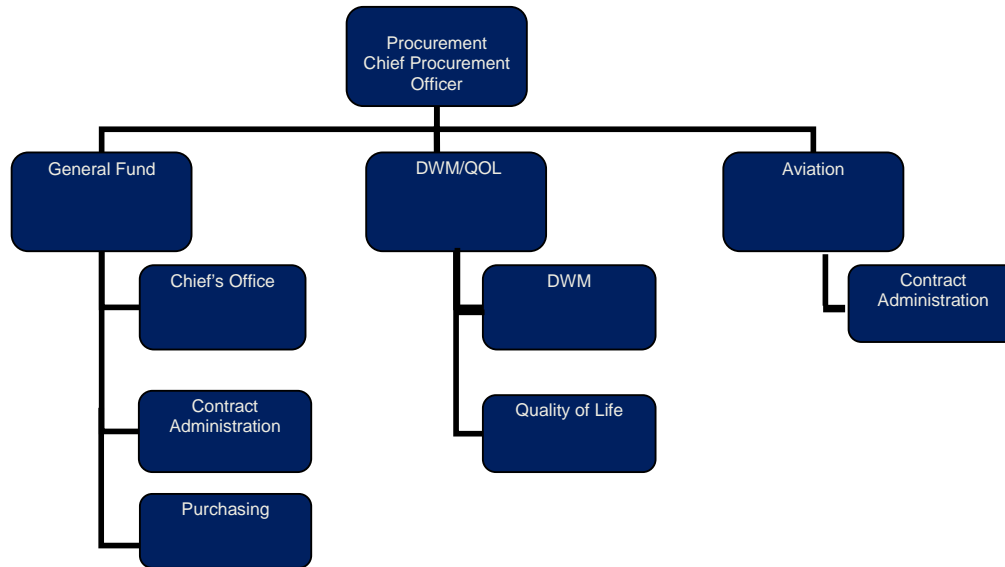 Procurement
Chief Procurement
Officer
General Fund
DWM/QOL
Aviation
Chief’s Office
DWM
Contract
Administration
Contract
Administration
Quality of Life
Purchasing